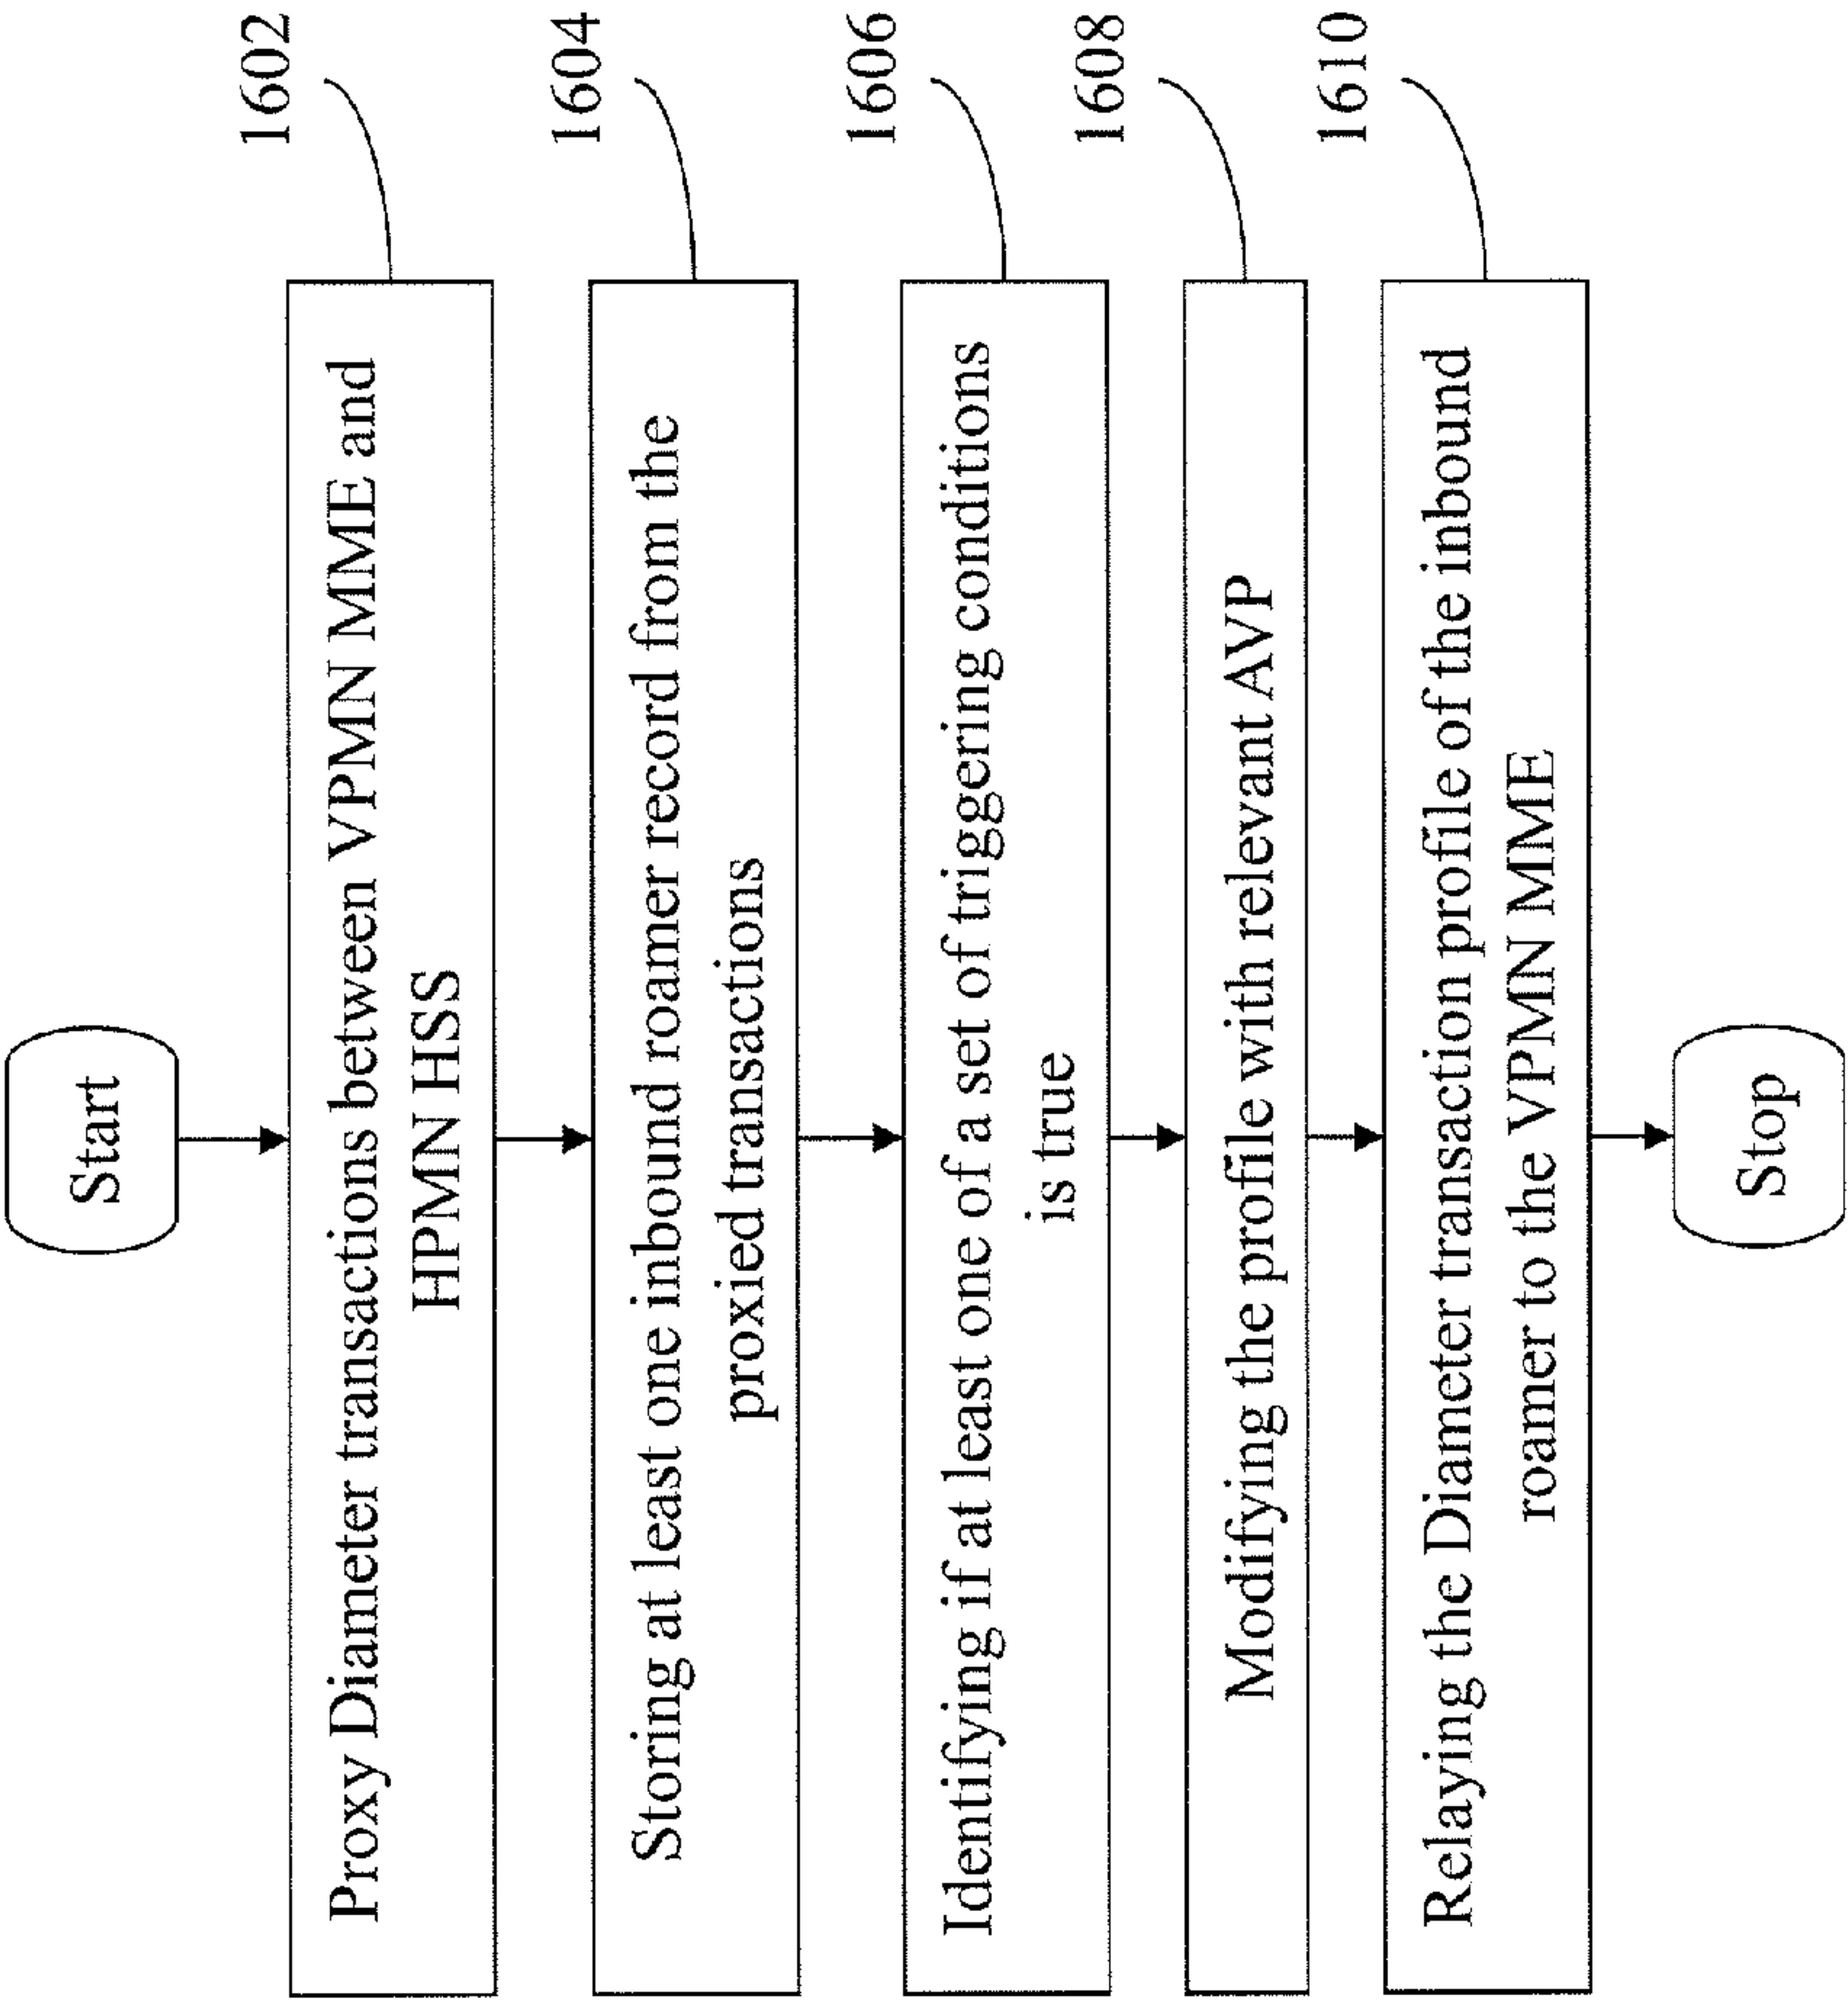 Start
Proxy Diameter transactions between VPMN MME and
HPMN HSS
1602
Storing at least one inbound roamer record from the
proxied transactions
1604
Identifying if at least one of a set of triggering conditions
is true
1606
Modifying the profile with relevant AVP
1608
Relaying the Diameter transaction profile of the inbound
roamer to the VPMN MME
1610
Stop